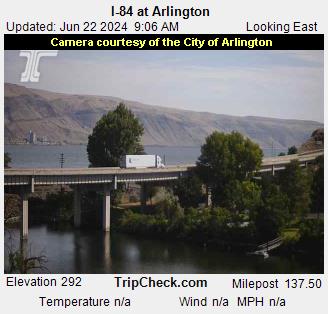 I-84 at Arlington
Updated: Jun 22 2024 9:06 AM Looking East
Camera courtesy of the City of Arlington
Elevation 292 TripCheck.com Milepost 137.50
Temperature n/a Wind n/a MPH n/a